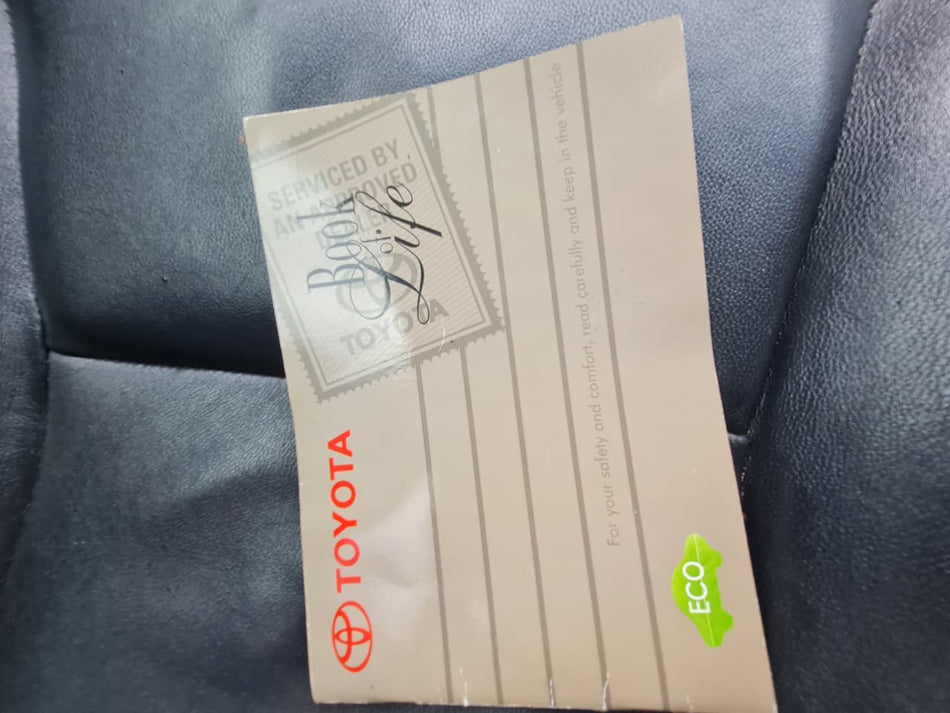 SERVICED BY
AN APPROVED
DEALER
TOYOTA
Book
of
Life
TOYOTA
For your safety and comfort, read carefully and keep in the vehicle
ECO